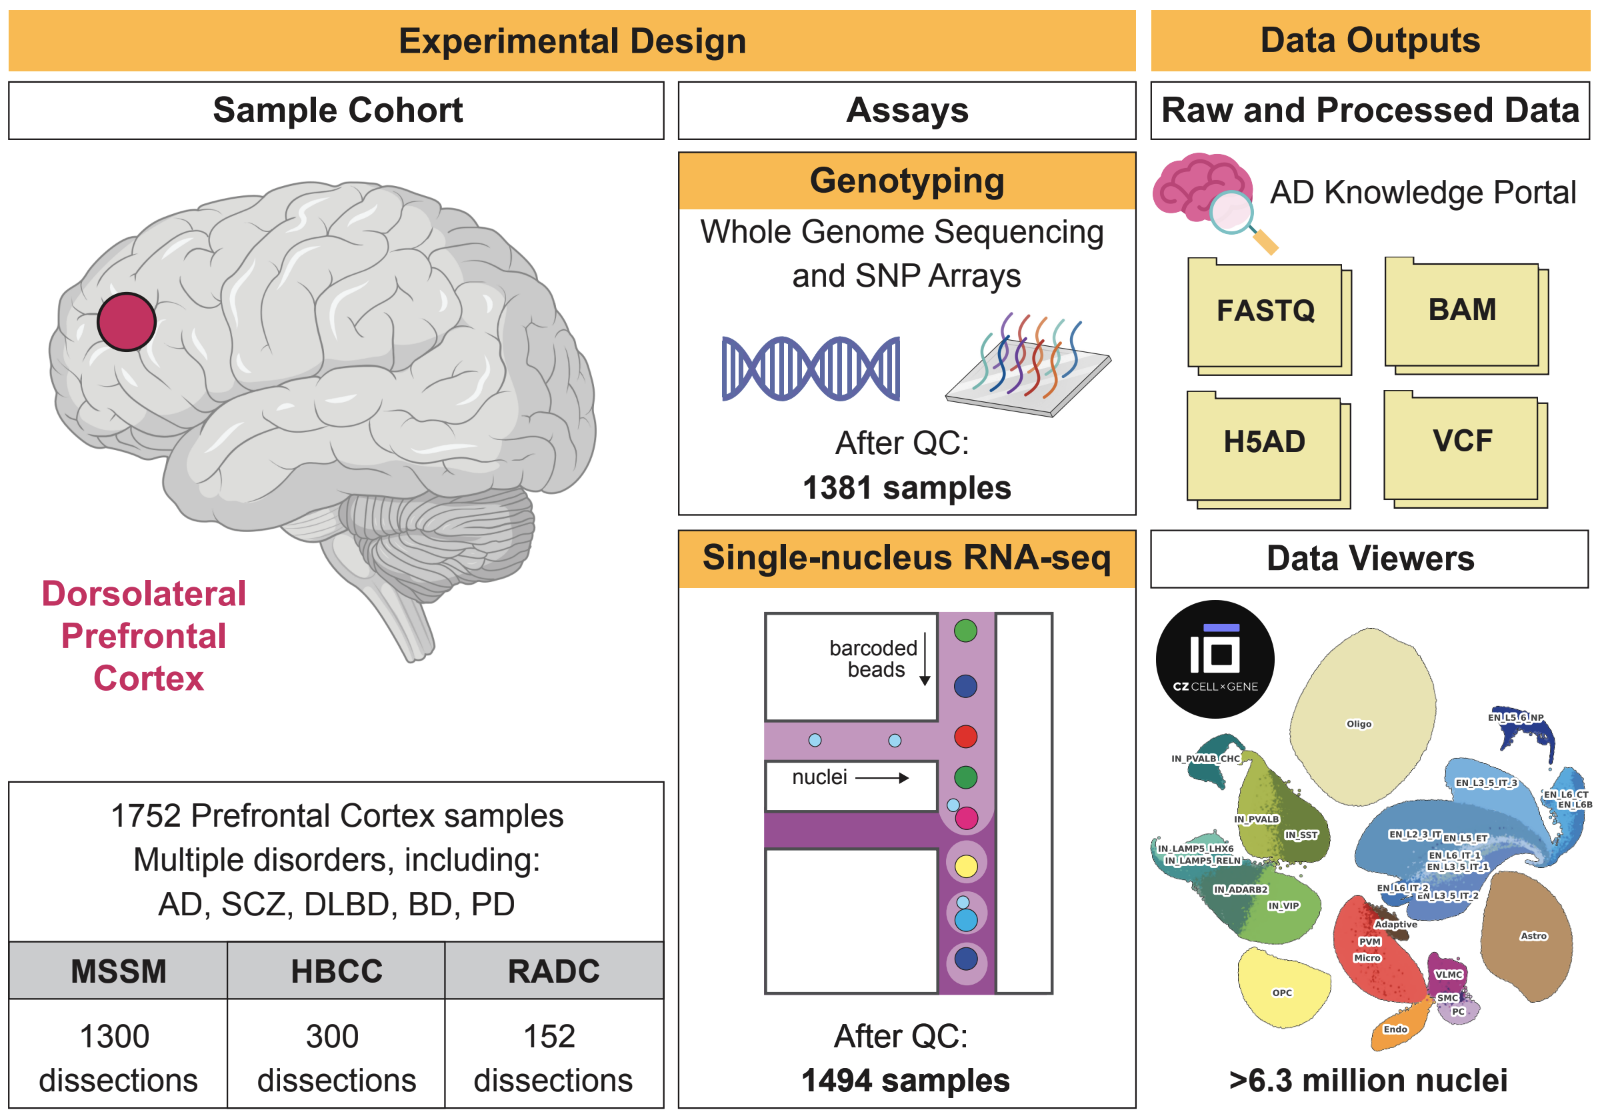 Experimental Design
Data Outputs
Sample Cohort
Assays
Raw and Processed Data
Dorsolateral
Prefrontal
Cortex
1752 Prefrontal Cortex samples
Multiple disorders, including:
AD, SCZ, DLBD, BD, PD
MSSM
HBCC
RADC
1300
dissections
300
dissections
152
dissections
Genotyping
Whole Genome Sequencing
and SNP Arrays
After QC:
1381 samples
Single-nucleus RNA-seq
barcoded
beads
nuclei
After QC:
1494 samples
AD Knowledge Portal
FASTQ
BAM
H5AD
VCF
Data Viewers
CZ CELL×GENE
Oligo
EN_L5_6_NP
IN_PVALB_CHC
EN_L3_5_IT_3
EN_L6_CT
EN_L6B
IN_PVALB
IN_SST
EN_L2_3_IT
EN_L5_ET
IN_LAMP5_LHX6
IN_LAMP5_RELN
EN_L6_IT_1
EN_L3_5_IT_1
IN_ADARB2
IN_VIP
EN_L6_IT_2
EN_L3_5_IT_2
Adaptive
PVM
Micro
Astro
VLMC
OPC
SMC
PC
Endo
>6.3 million nuclei